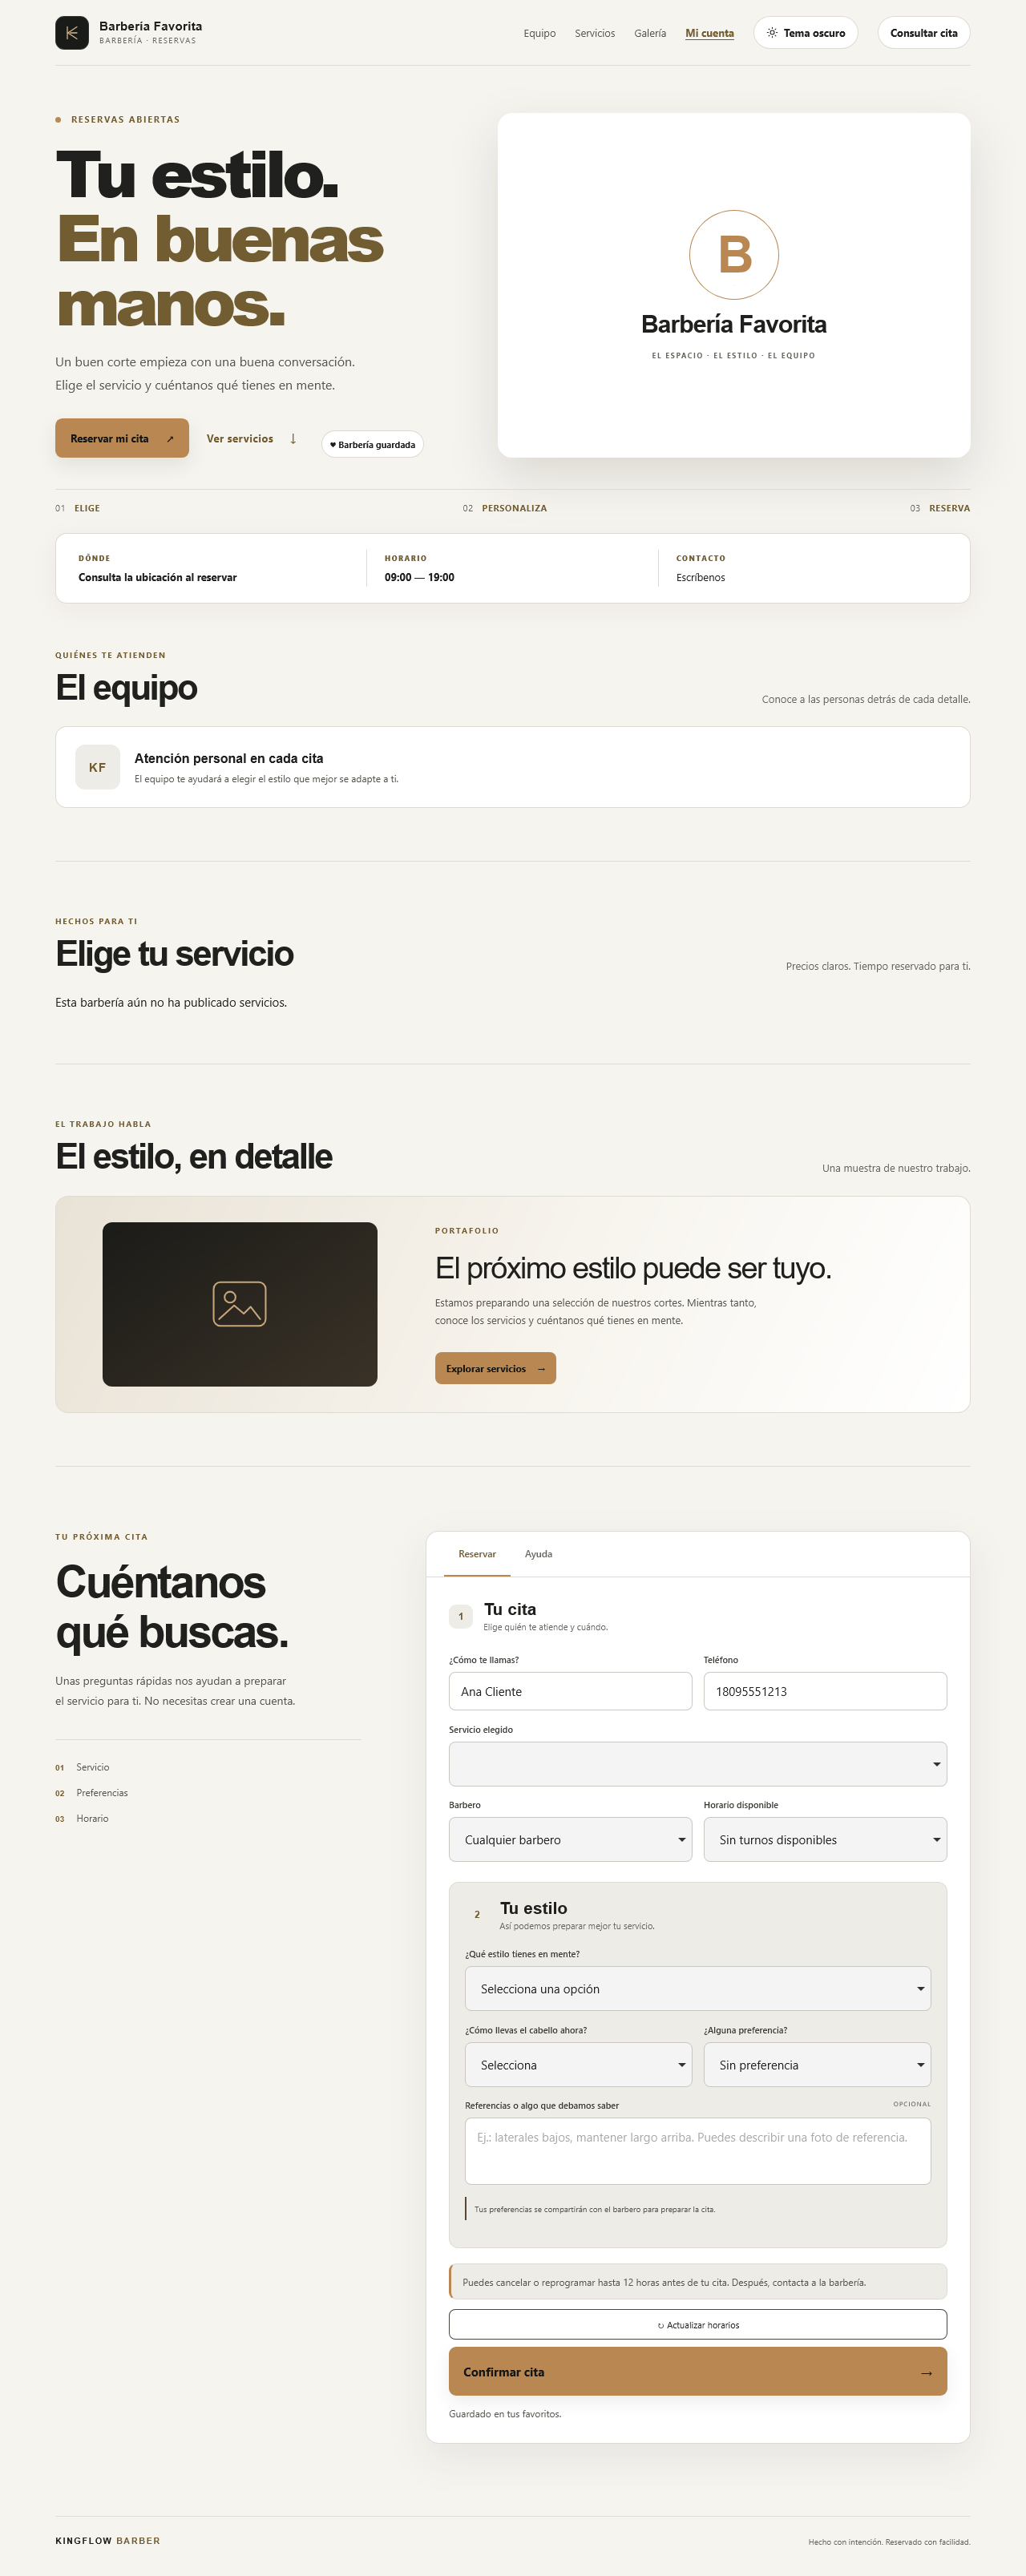 Barbería Favorita
BARBERÍA · RESERVAS
Equipo
Servicios
Galería
Mi cuenta
Tema oscuro
Consultar cita
RESERVAS ABIERTAS
Tu estilo.
En buenas
manos.
Un buen corte empieza con una buena conversación.
Elige el servicio y cuéntanos qué tienes en mente.
Reservar mi cita ↗
Ver servicios ↓
♥ Barbería guardada
B
Barbería Favorita
EL ESPACIO · EL ESTILO · EL EQUIPO
01 ELIGE
02 PERSONALIZA
03 RESERVA
DÓNDE
Consulta la ubicación al reservar
HORARIO
09:00 — 19:00
CONTACTO
Escríbenos
QUIÉNES TE ATIENDEN
El equipo
Conoce a las personas detrás de cada detalle.
KF
Atención personal en cada cita
El equipo te ayudará a elegir el estilo que mejor se adapte a ti.
HECHOS PARA TI
Elige tu servicio
Precios claros. Tiempo reservado para ti.
Esta barbería aún no ha publicado servicios.
EL TRABAJO HABLA
El estilo, en detalle
Una muestra de nuestro trabajo.
PORTAFOLIO
El próximo estilo puede ser tuyo.
Estamos preparando una selección de nuestros cortes. Mientras tanto,
conoce los servicios y cuéntanos qué tienes en mente.
Explorar servicios →
TU PRÓXIMA CITA
Cuéntanos
qué buscas.
Unas preguntas rápidas nos ayudan a preparar
el servicio para ti. No necesitas crear una cuenta.
01 Servicio
02 Preferencias
03 Horario
Reservar
Ayuda
1
Tu cita
Elige quién te atiende y cuándo.
¿Cómo te llamas?
Teléfono
Ana Cliente
18095551213
Servicio elegido
Barbero
Horario disponible
Cualquier barbero
Sin turnos disponibles
2
Tu estilo
Así podemos preparar mejor tu servicio.
¿Qué estilo tienes en mente?
Selecciona una opción
¿Cómo llevas el cabello ahora?
¿Alguna preferencia?
Selecciona
Sin preferencia
Referencias o algo que debamos saber
OPCIONAL
Ej.: laterales bajos, mantener largo arriba. Puedes describir una foto de referencia.
Tus preferencias se compartirán con el barbero para preparar la cita.
Puedes cancelar o reprogramar hasta 12 horas antes de tu cita. Después, contacta a la barbería.
↻ Actualizar horarios
Confirmar cita →
Guardado en tus favoritos.
KINGFLOW BARBER
Hecho con intención. Reservado con facilidad.